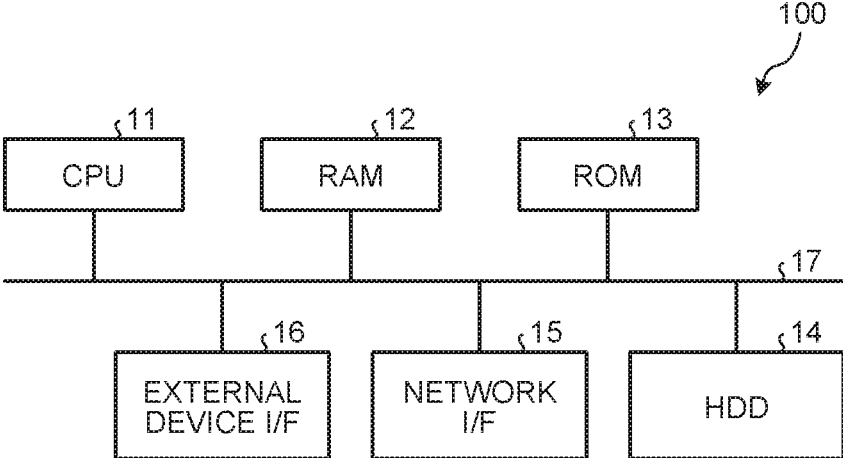 100
11
12
13
CPU
RAM
ROM
17
16
15
14
EXTERNAL
DEVICE I/F
NETWORK
I/F
HDD